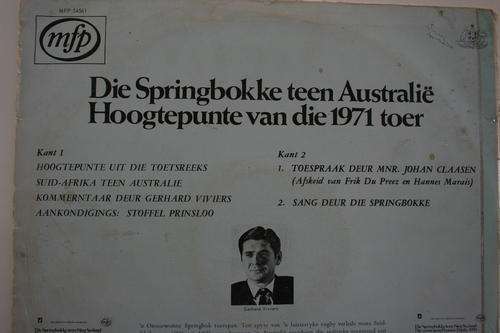 MFP 54561
mfp
Die Springbokke teen Australië
Hoogtepunte van die 1971 toer
Kant 1
HOOGTEPUNTE UIT DIE TOETSREEKS
SUID-AFRIKA TEEN AUSTRALIE
KOMMERNTAAR DEUR GERHARD VIVIERS
AANKONDIGINGS: STOFFEL PRINSLOO
Kant 2
1. TOESPRAAK DEUR MNR. JOHAN CLAASEN
(Afskeid van Frik Du Preez en Hannes Marais)
2. SANG DEUR DIE SPRINGBOKKE
Gerhard Viviers